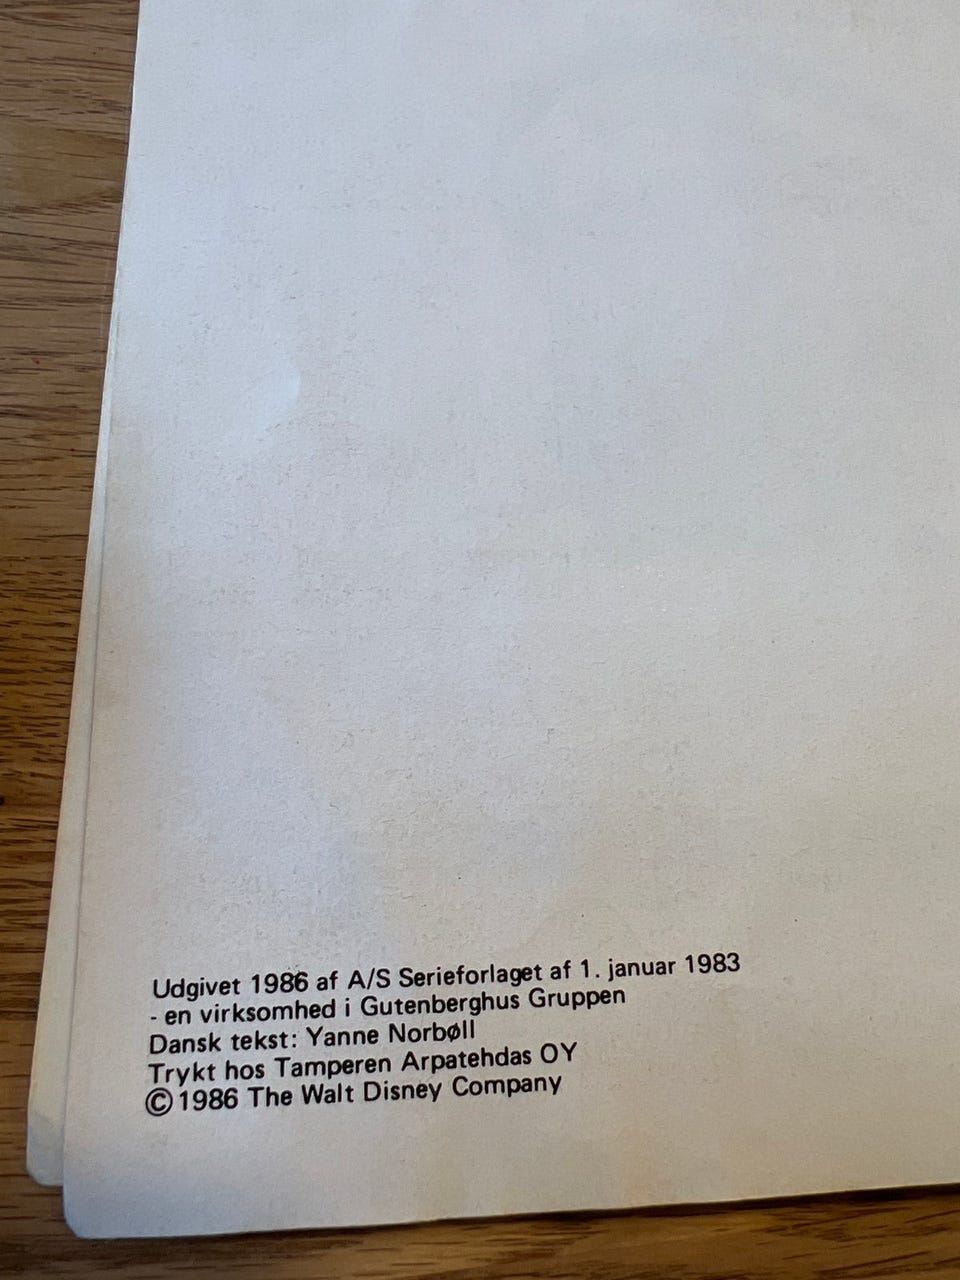 Udgivet 1986 af A/S Serieforlaget af 1. januar 1983
- en virksomhed i Gutenberghus Gruppen
Dansk tekst: Yanne Norbøll
Trykt hos Tamperen Arpatehdas OY
© 1986 The Walt Disney Company